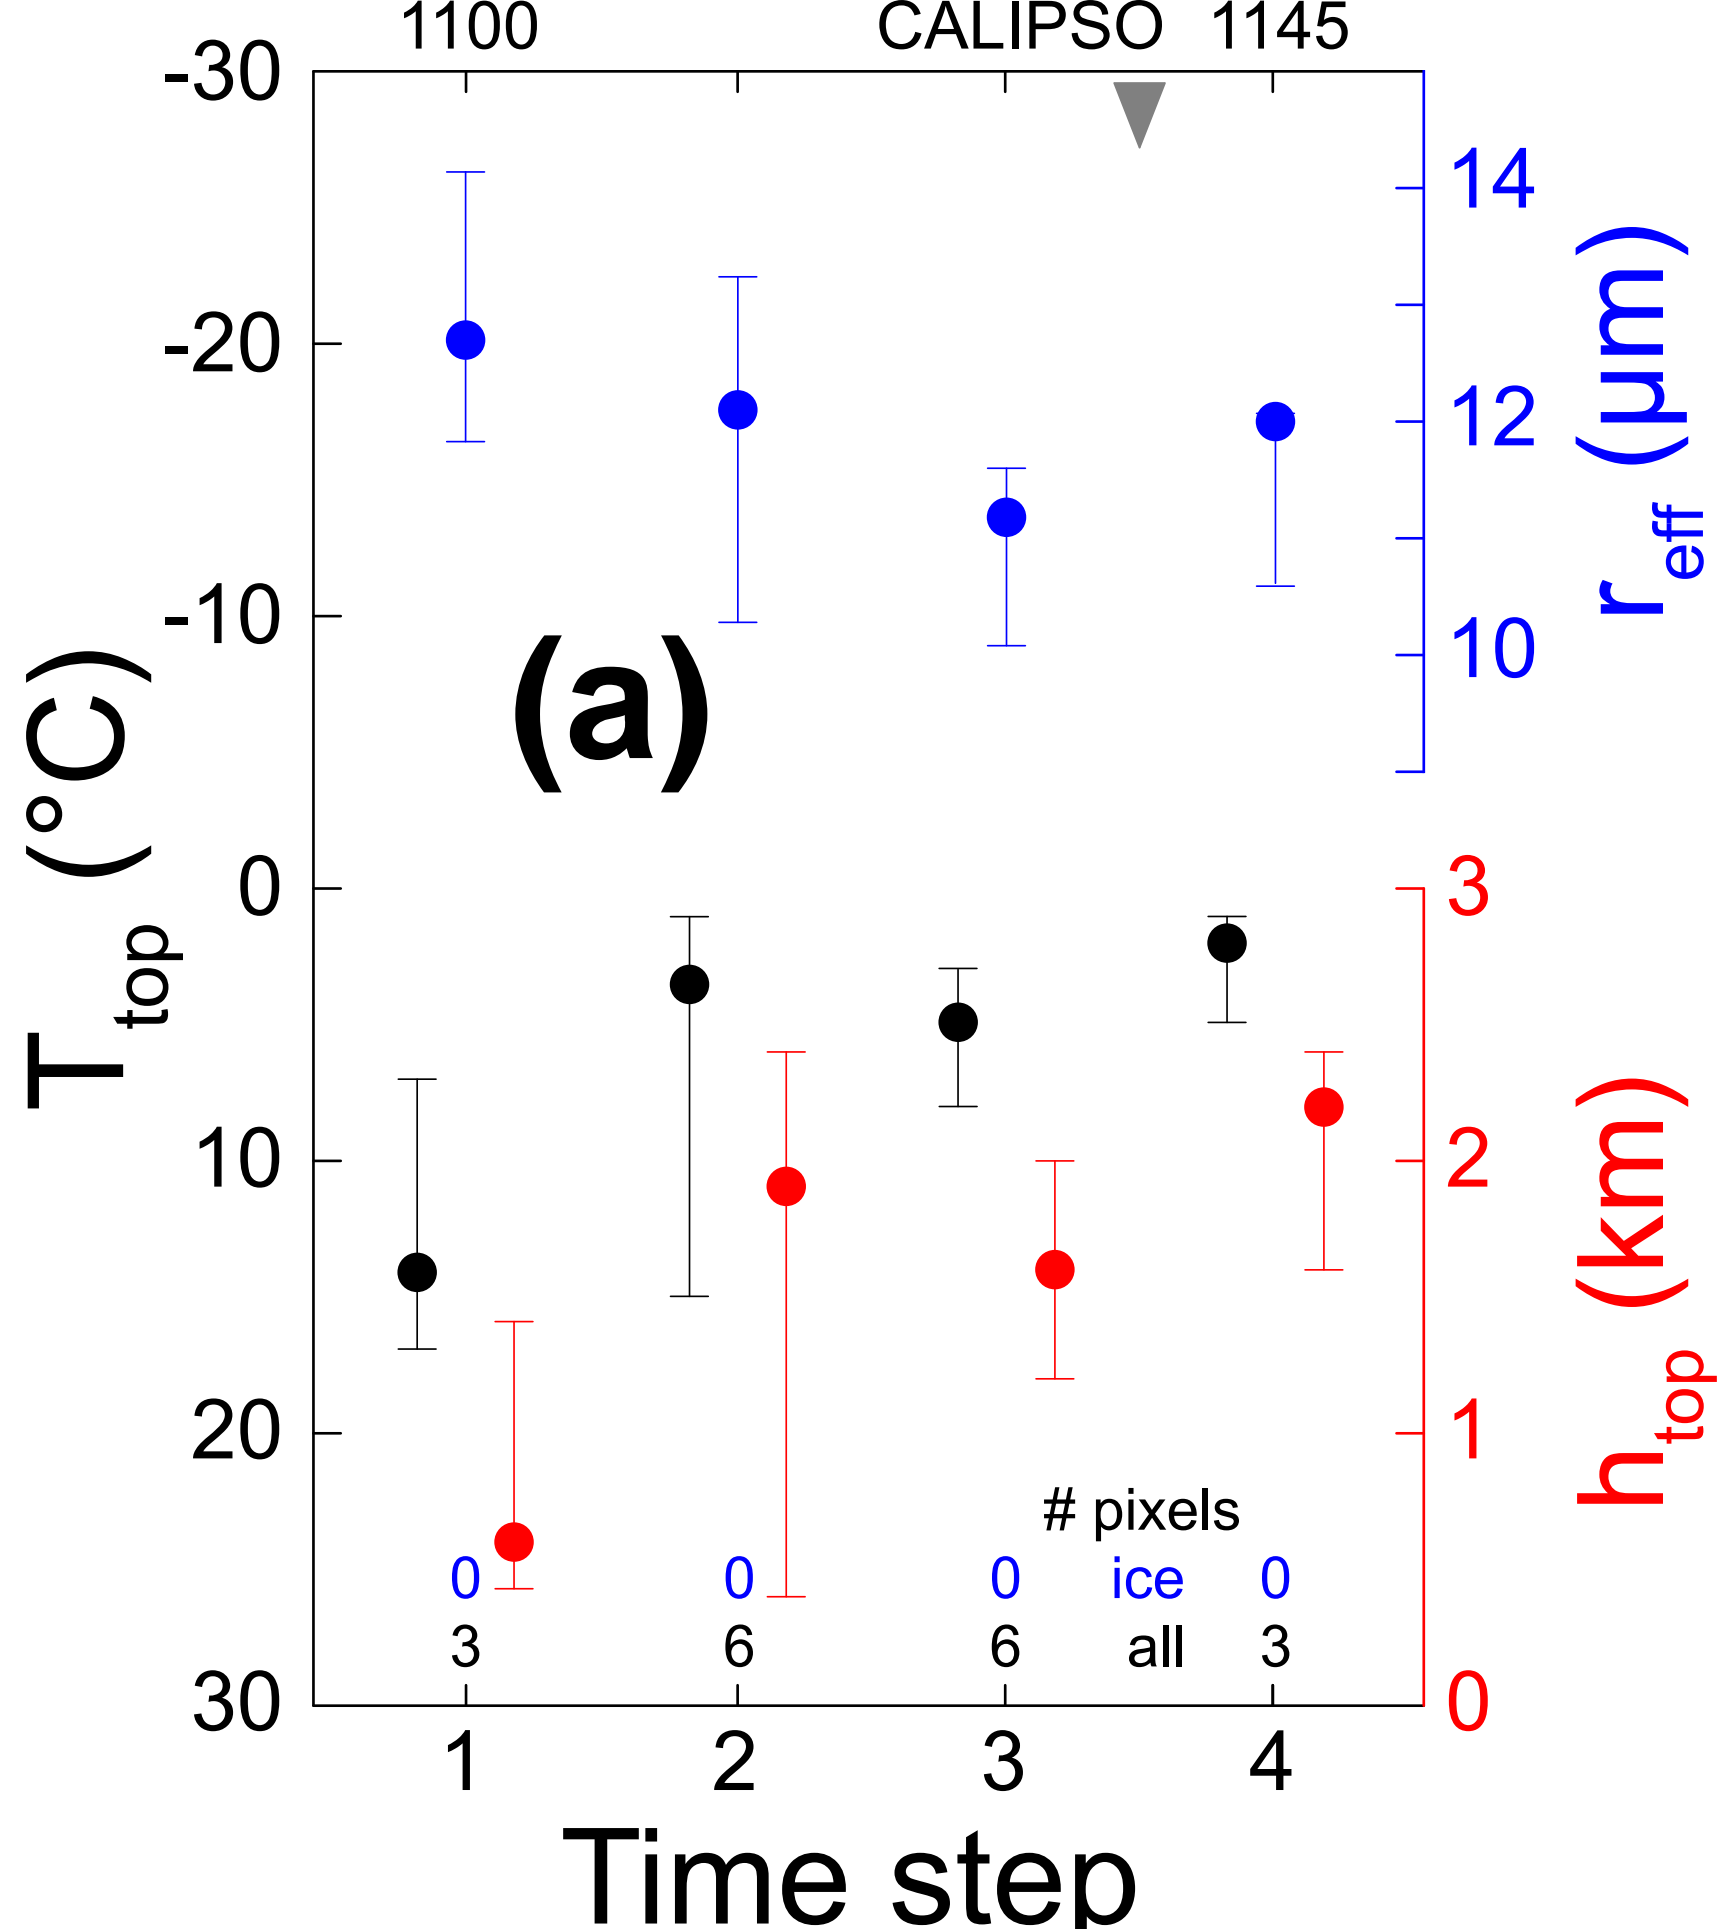 1100 CALIPSO 1145
-30
-20
-10
0
10
20
30
T_top (°C)
14
12
10
r_eff (µm)
3
2
1
0
h_top (km)
(a)
# pixels
0 0 0 ice 0
3 6 6 all 3
1 2 3 4
Time step